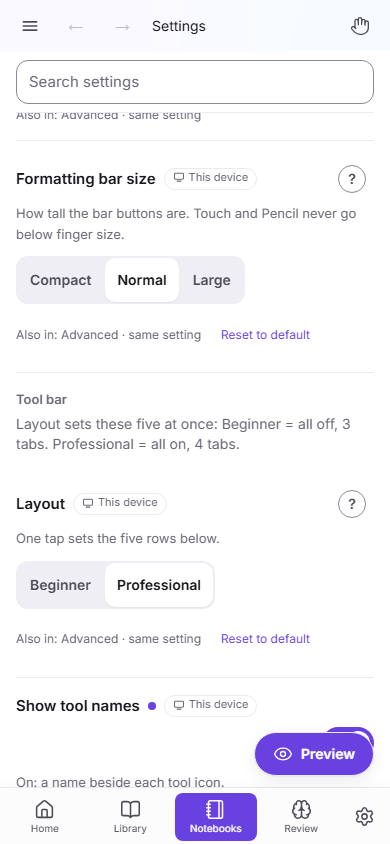 Settings
Search settings
Also in: Advanced · same setting
Formatting bar size
This device
?
How tall the bar buttons are. Touch and Pencil never go
below finger size.
Compact
Normal
Large
Also in: Advanced · same setting
Reset to default
Tool bar
Layout sets these five at once: Beginner = all off, 3
tabs. Professional = all on, 4 tabs.
Layout
This device
?
One tap sets the five rows below.
Beginner
Professional
Also in: Advanced · same setting
Reset to default
Show tool names
This device
Preview
On: a name beside each tool icon.
Home
Library
Notebooks
Review